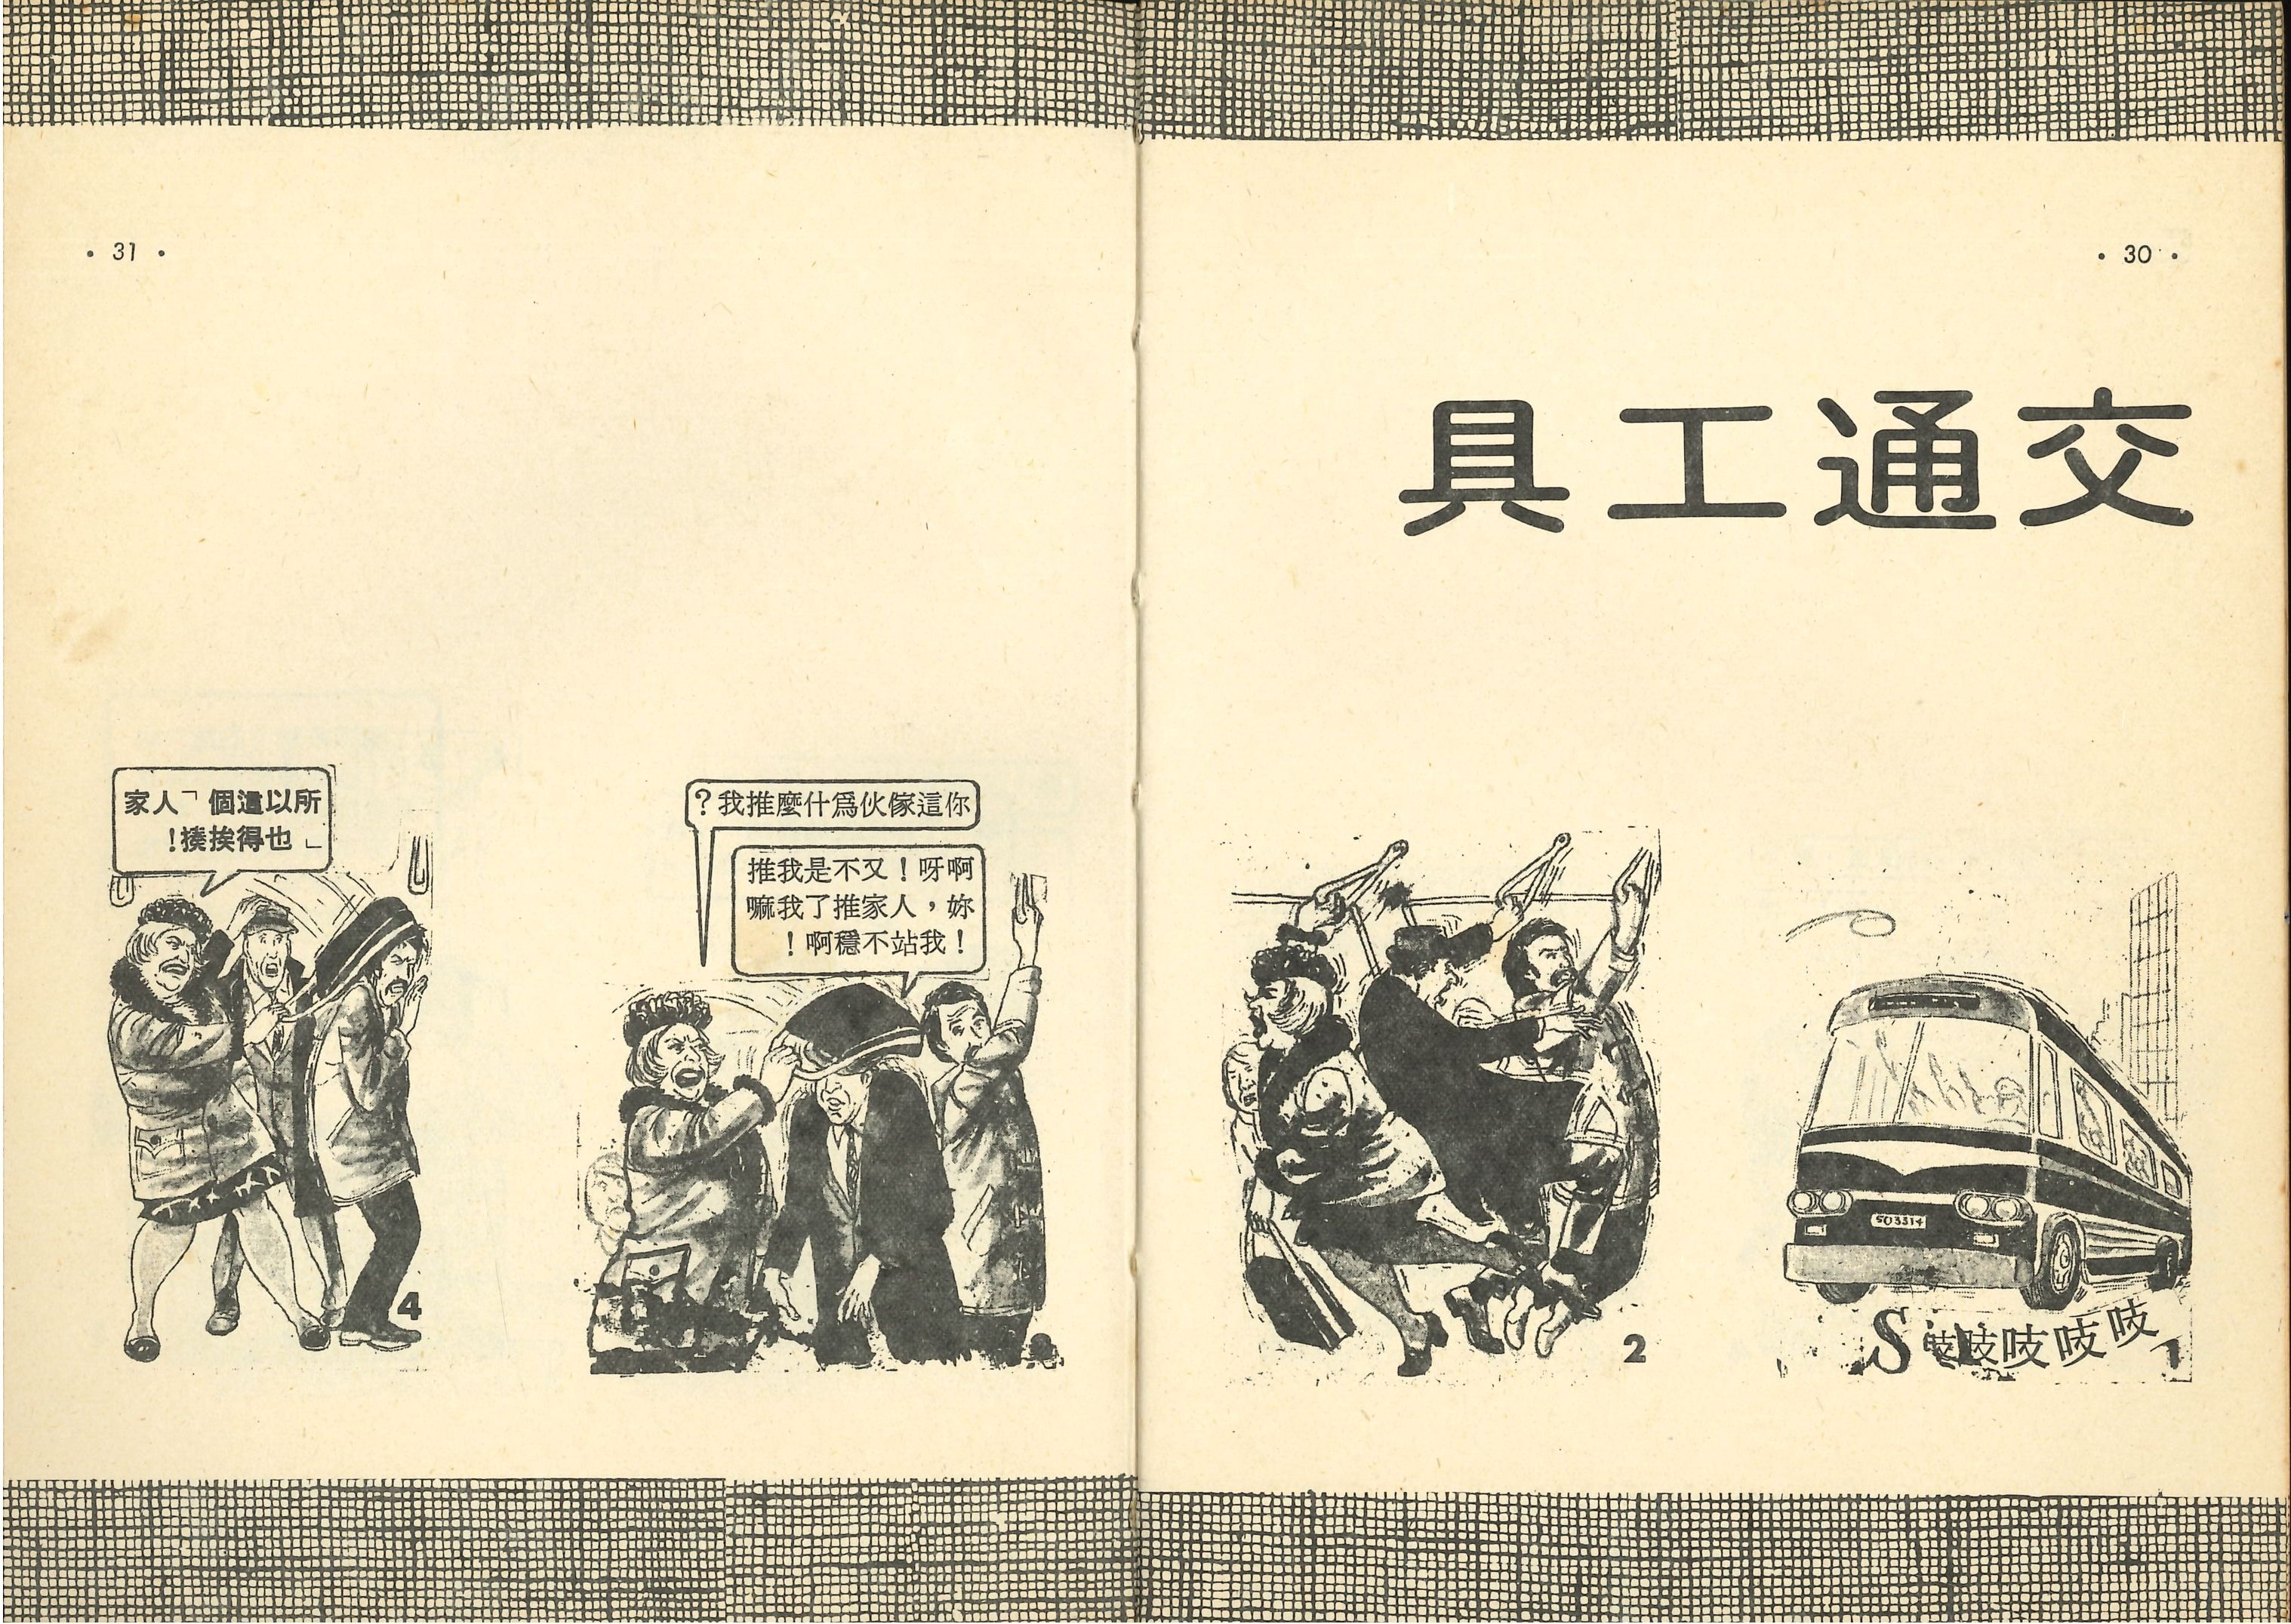 30
交通工具
吱吱吱吱吱S
1
2
31
你這傢伙爲什麼推我?
啊呀!又不是我推
妳,人家推了我嘛
!我站不穩啊!
所以這個「人家
」也得挨揍!
4